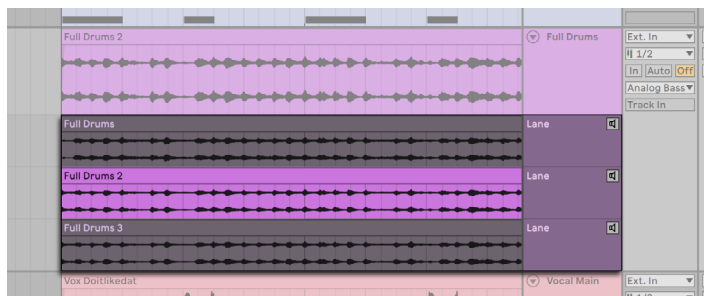 Full Drums 2 Full Drums Ext. In
1/2
In Auto Off
Analog Bass
Track In
Full Drums Lane
Full Drums 2 Lane
Full Drums 3 Lane
Vox Doitlikedat Vocal Main Ext. In